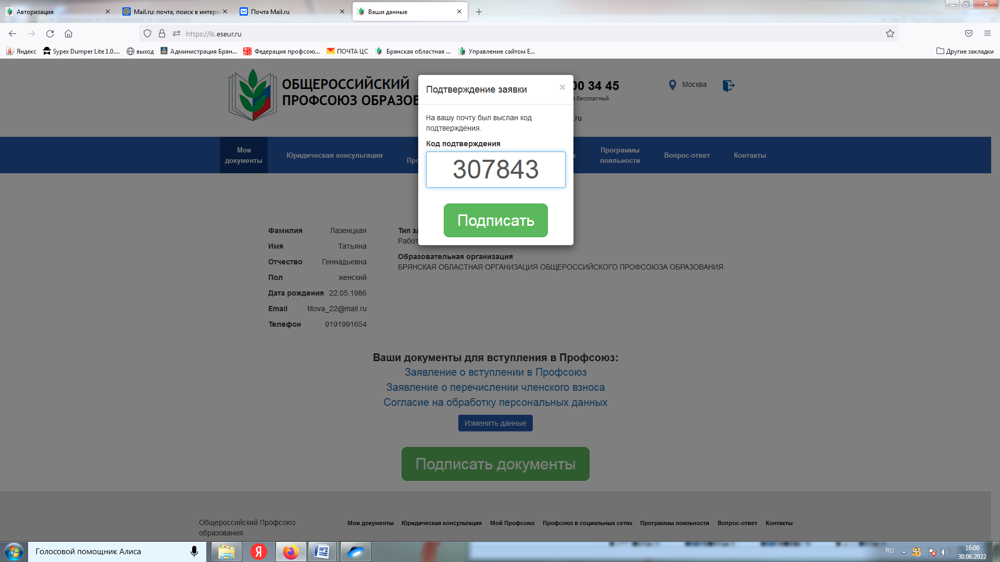 Авторизация
Mail.ru: почта, поиск в интерн
Почта Mail.ru
Ваши данные
https://lk.eseur.ru
Яндекс
Sypex Dumper Lite 1.0....
выход
Администрация Брян...
Федерация профсою...
ПОЧТА ЦС
Брянская областная ...
Управление сайтом Е...
Другие закладки
ОБЩЕРОССИЙСКИЙ
ПРОФСОЮЗ ОБРАЗОВ
00 34 45
бесплатный
.ru
Москва
Подтверждение заявки
×
На вашу почту был выслан код
подтверждения.
Код подтверждения
307843
Подписать
Мои
документы
Юридическая консультация
Про
х
Программы
лояльности
Вопрос-ответ
Контакты
Фамилия Лазенцкая
Имя Татьяна
Отчество Геннадьевна
Пол женский
Дата рождения 22.05.1986
Email titova_22@mail.ru
Телефон 9191991654
Тип за
Работ
Образовательная организация
БРЯНСКАЯ ОБЛАСТНАЯ ОРГАНИЗАЦИЯ ОБЩЕРОССИЙСКОГО ПРОФСОЮЗА ОБРАЗОВАНИЯ
Ваши документы для вступления в Профсоюз:
Заявление о вступлении в Профсоюз
Заявление о перечислении членского взноса
Согласие на обработку персональных данных
Изменить данные
Подписать документы
Общероссийский Профсоюз
образования
Мои документы
Юридическая консультация
Мой Профсоюз
Профсоюз в социальных сетях
Программы лояльности
Вопрос-ответ
Контакты
Голосовой помощник Алиса
RU
16:00
30.06.2022